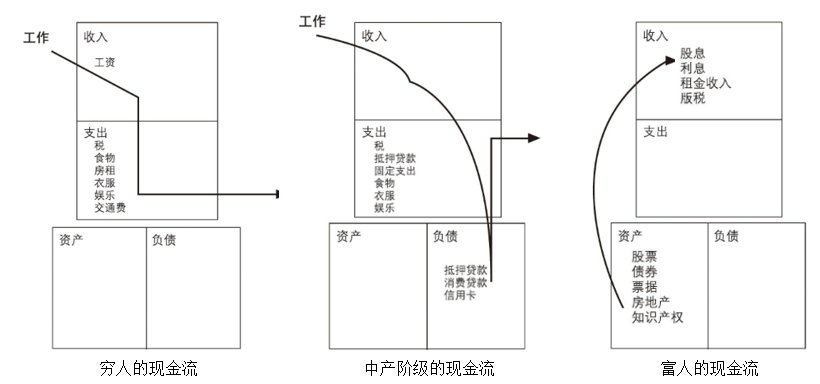 工作
收入
工资
支出
税
食物
房租
衣服
娱乐
交通费
资产
负债
穷人的现金流
工作
收入
支出
税
抵押贷款
固定支出
食物
衣服
娱乐
资产
负债
抵押贷款
消费贷款
信用卡
中产阶级的现金流
收入
股息
利息
租金收入
版税
支出
资产
股票
债券
票据
房地产
知识产权
负债
富人的现金流